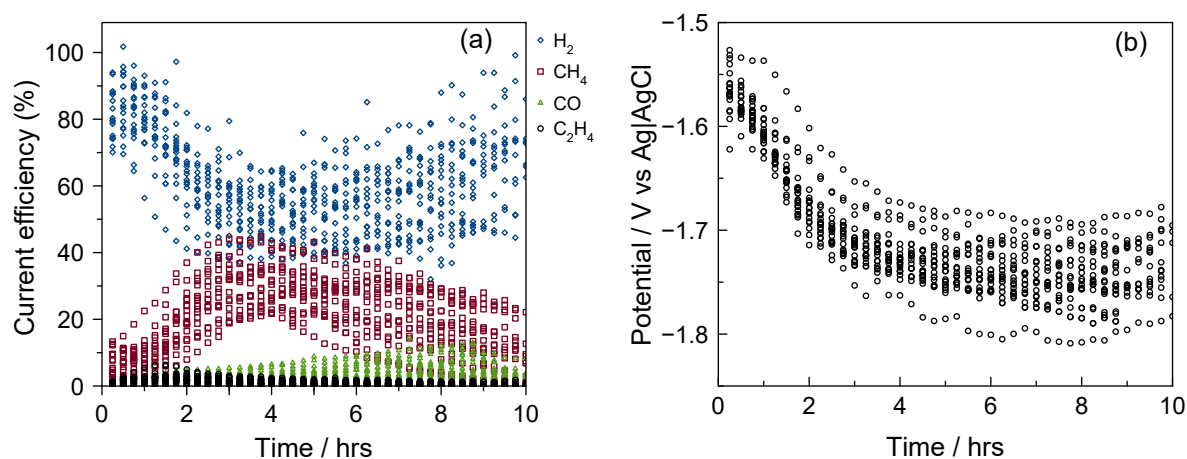 (a)
Current efficiency (%)
100
80
60
40
20
0
0 2 4 6 8 10
Time / hrs
H₂
CH₄
CO
C₂H₄
(b)
Potential / V vs Ag|AgCl
−1.5
−1.6
−1.7
−1.8
0 2 4 6 8 10
Time / hrs